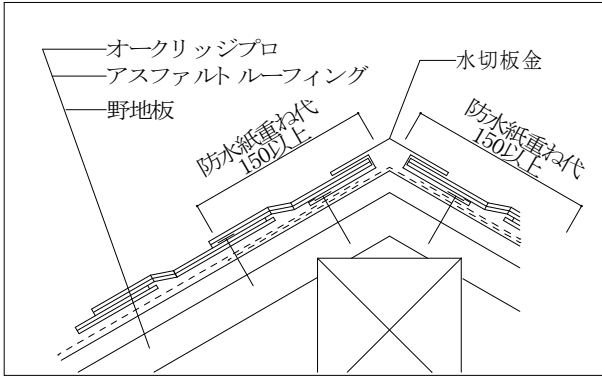 オークリッジプロ
アスファルトルーフィング
野地板
水切板金
防水紙重ね代
150以上
防水紙重ね代
150以上